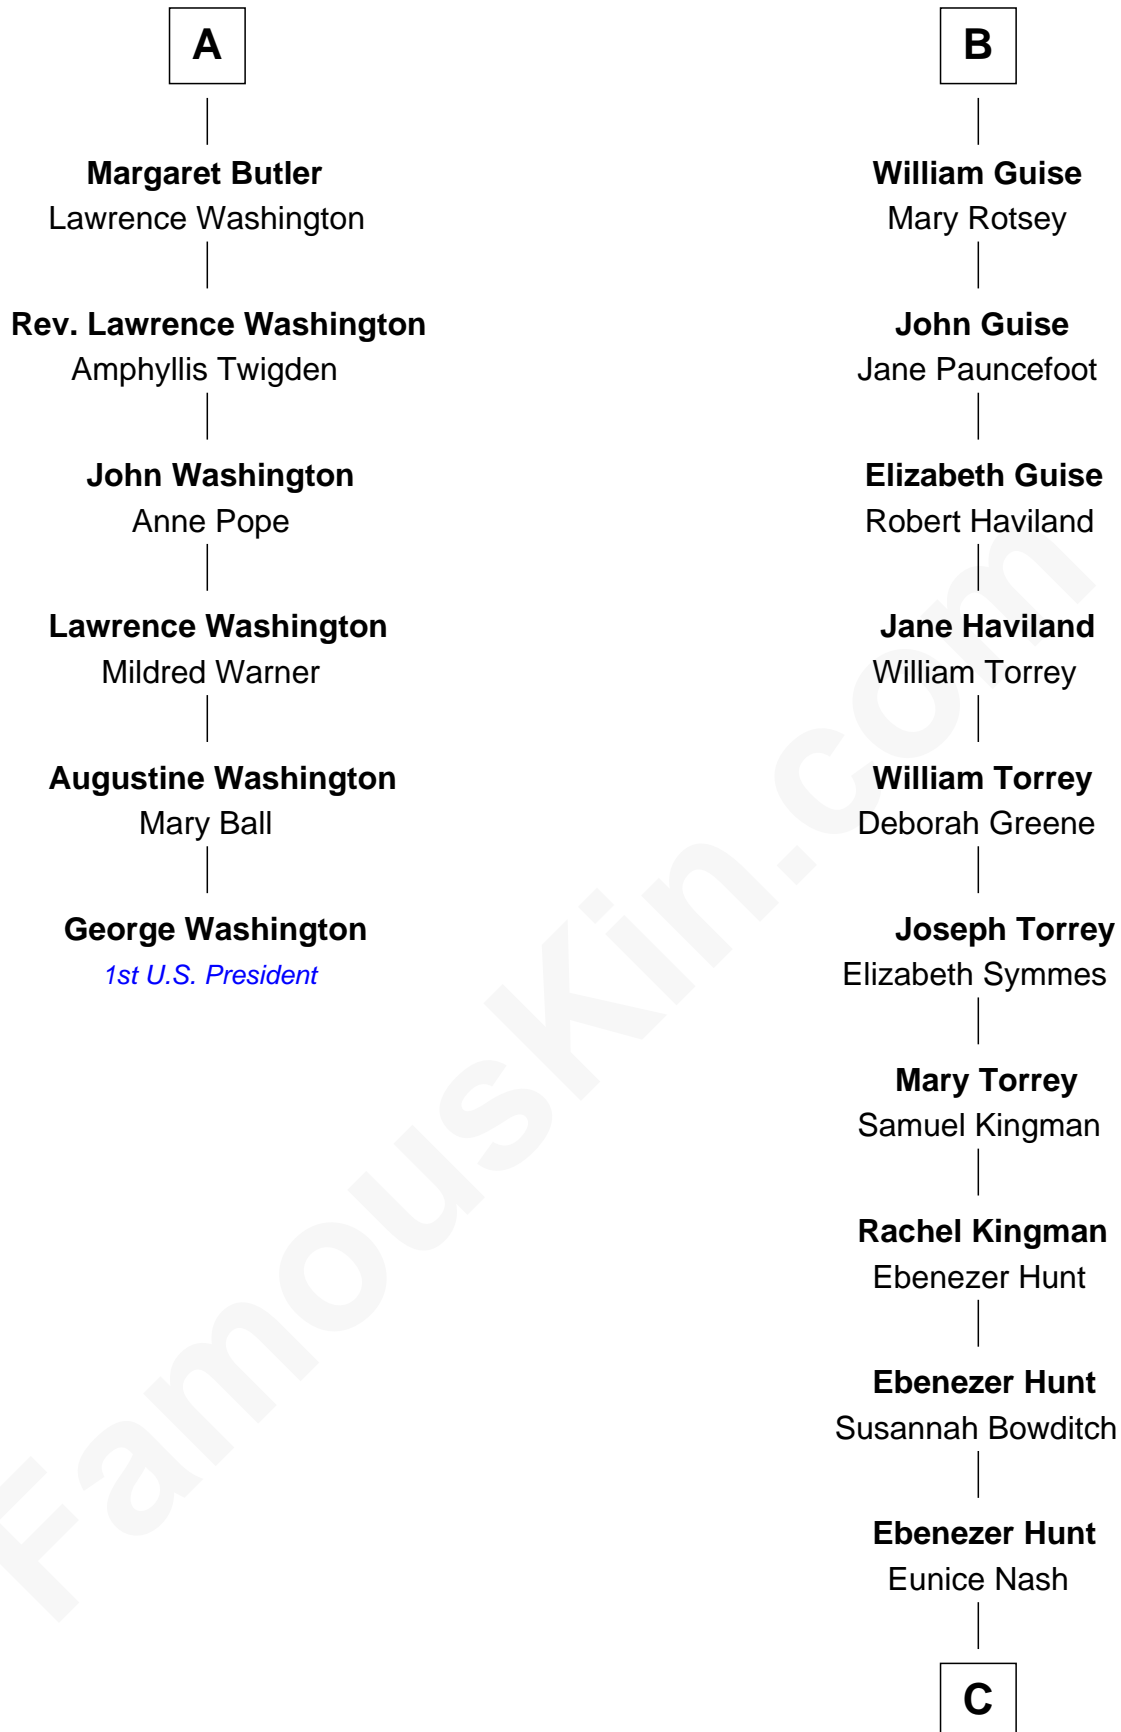 A
Margaret Butler
Lawrence Washington
Rev. Lawrence Washington
Amphyllis Twigden
John Washington
Anne Pope
Lawrence Washington
Mildred Warner
Augustine Washington
Mary Ball
George Washington
1st U.S. President
B
William Guise
Mary Rotsey
John Guise
Jane Pauncefoot
Elizabeth Guise
Robert Haviland
Jane Haviland
William Torrey
William Torrey
Deborah Greene
Joseph Torrey
Elizabeth Symmes
Mary Torrey
Samuel Kingman
Rachel Kingman
Ebenezer Hunt
Ebenezer Hunt
Susannah Bowditch
Ebenezer Hunt
Eunice Nash
C
FamousKin.com